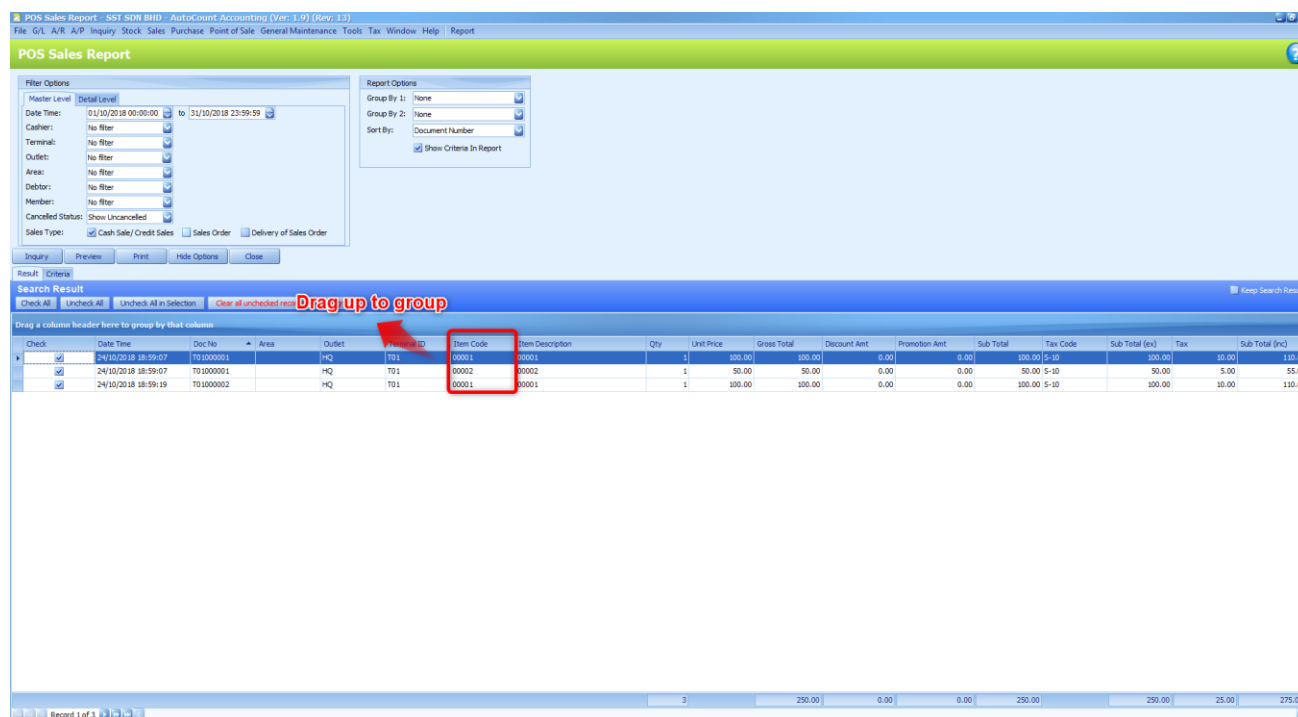 POS Sales Report - SST SDN BHD - AutoCount Accounting (Ver: 1.9) (Rev: 13)
File G/L A/R A/P Inquiry Stock Sales Purchase Point of Sale General Maintenance Tools Tax Window Help Report
POS Sales Report
Filter Options
Master Level Detail Level
Date Time: 01/10/2018 00:00:00 to 31/10/2018 23:59:59
Cashier: No filter
Terminal: No filter
Outlet: No filter
Area: No filter
Debtor: No filter
Member: No filter
Cancelled Status: Show Uncancelled
Sales Type: Cash Sale/ Credit Sales Sales Order Delivery of Sales Order
Report Options
Group By 1: None
Group By 2: None
Sort By: Document Number
Show Criteria In Report
Inquiry Preview Print Hide Options Close
Result Criteria
Search Result
Keep Search Resu
Check All Uncheck All Uncheck All in Selection Clear all unchecked
Drag up to group
Drag a column header here to group by that column
Check Date Time Doc No Area Outlet Terminal ID Item Code Item Description Qty Unit Price Gross Total Discount Amt Promotion Amt Sub Total Tax Code Sub Total (ex) Tax Sub Total (inc)
24/10/2018 18:59:07 T01000001 HQ T01 00001 00001 1 100.00 100.00 0.00 0.00 100.00 S-10 100.00 10.00 110.
24/10/2018 18:59:07 T01000001 HQ T01 00002 00002 1 50.00 50.00 0.00 0.00 50.00 S-10 50.00 5.00 55.
24/10/2018 18:59:19 T01000002 HQ T01 00001 00001 1 100.00 100.00 0.00 0.00 100.00 S-10 100.00 10.00 110.
3 250.00 0.00 0.00 250.00 250.00 25.00 275.
Record 1 of 3